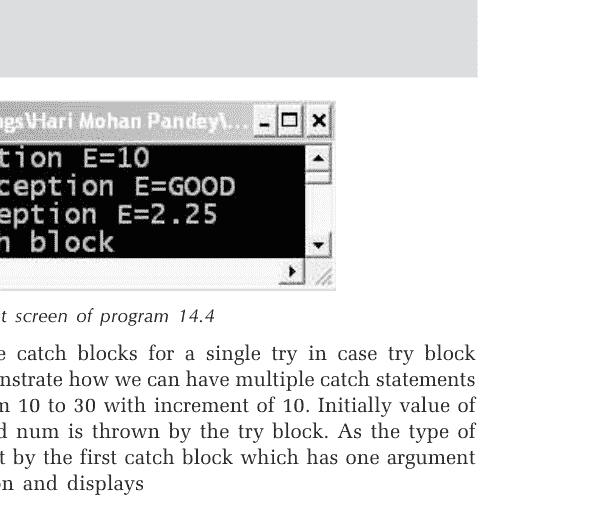 ngs\Hari Mohan Pandey\...
tion E=10
ception E=GOOD
eption E=2.25
h block
t screen of program 14.4
e catch blocks for a single try in case try block
nstrate how we can have multiple catch statements
m 10 to 30 with increment of 10. Initially value of
d num is thrown by the try block. As the type of
t by the first catch block which has one argument
on and displays